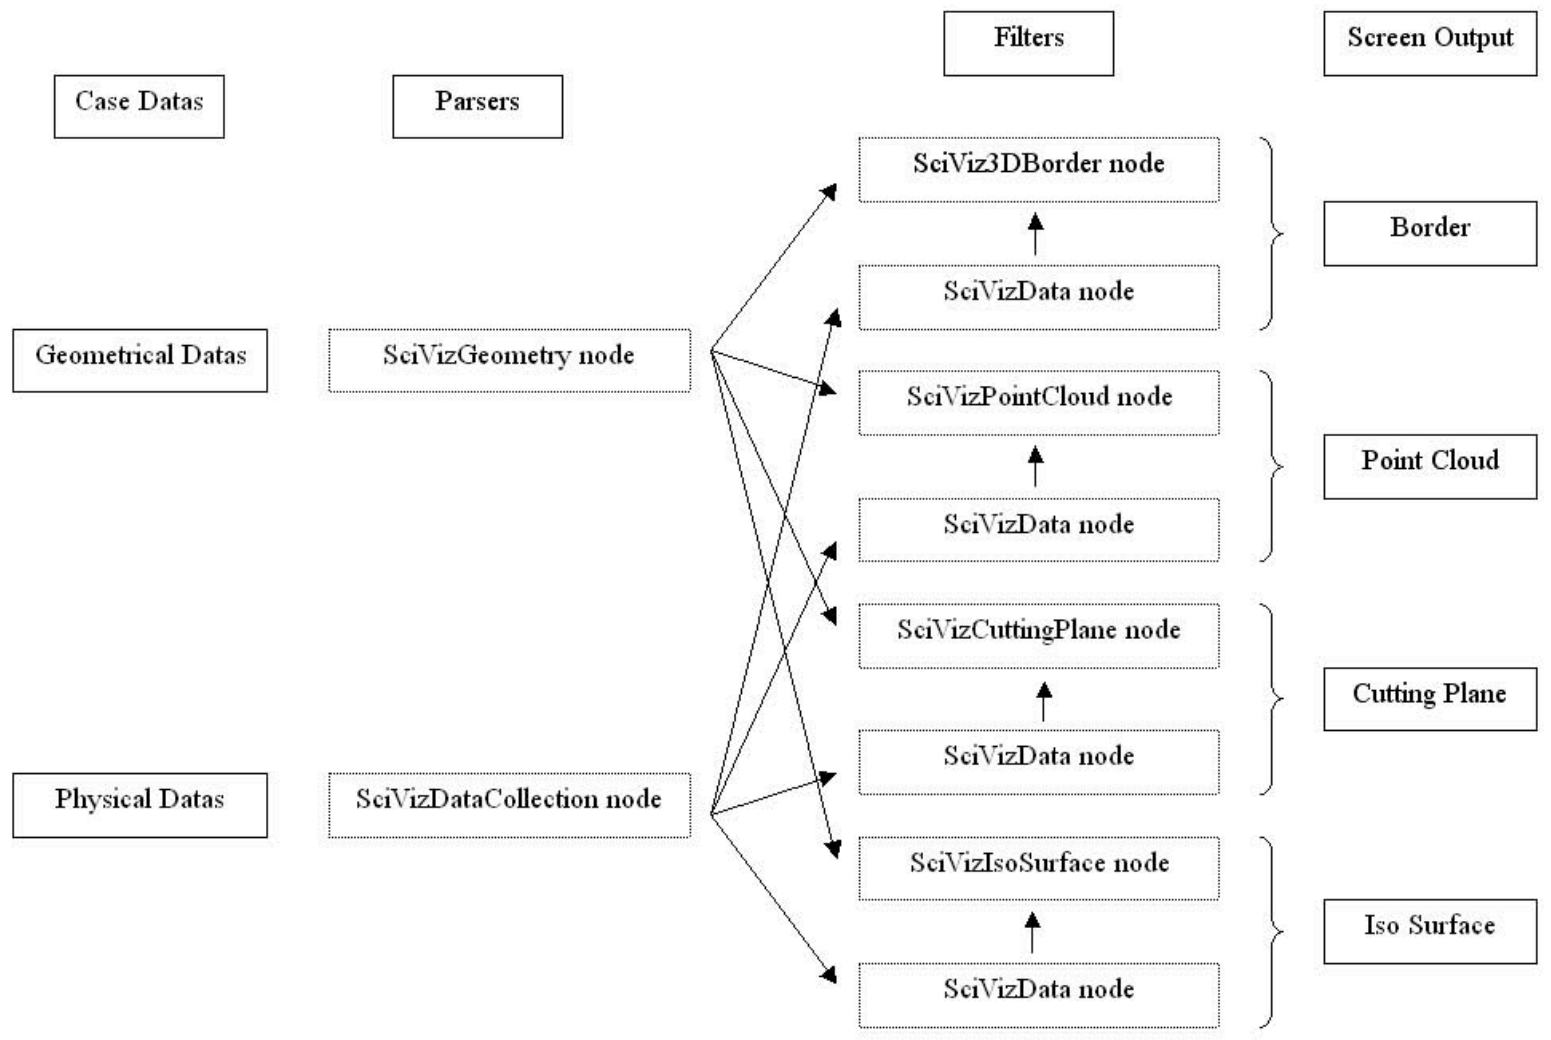 Filters
Screen Output
Case Datas
Parsers
SciViz3DBorder node
Border
SciVizData node
Geometrical Datas
SciVizGeometry node
SciVizPointCloud node
Point Cloud
SciVizData node
SciVizCuttingPlane node
Cutting Plane
SciVizData node
Physical Datas
SciVizDataCollection node
SciVizIsoSurface node
Iso Surface
SciVizData node